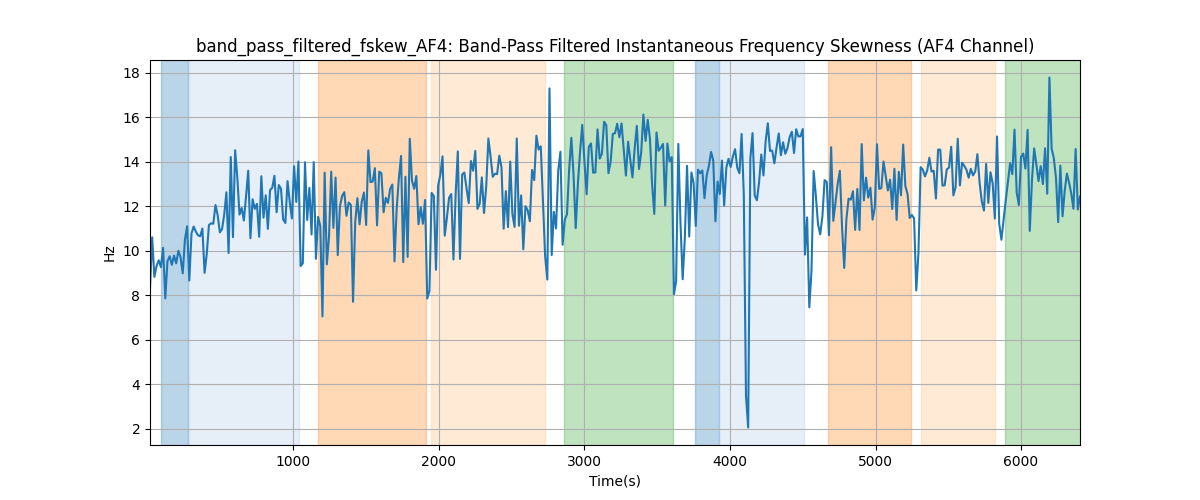 band_pass_filtered_fskew_AF4: Band-Pass Filtered Instantaneous Frequency Skewness (AF4 Channel)
18
16
14
12
10
8
6
4
2
Hz
1000 2000 3000 4000 5000 6000
Time(s)